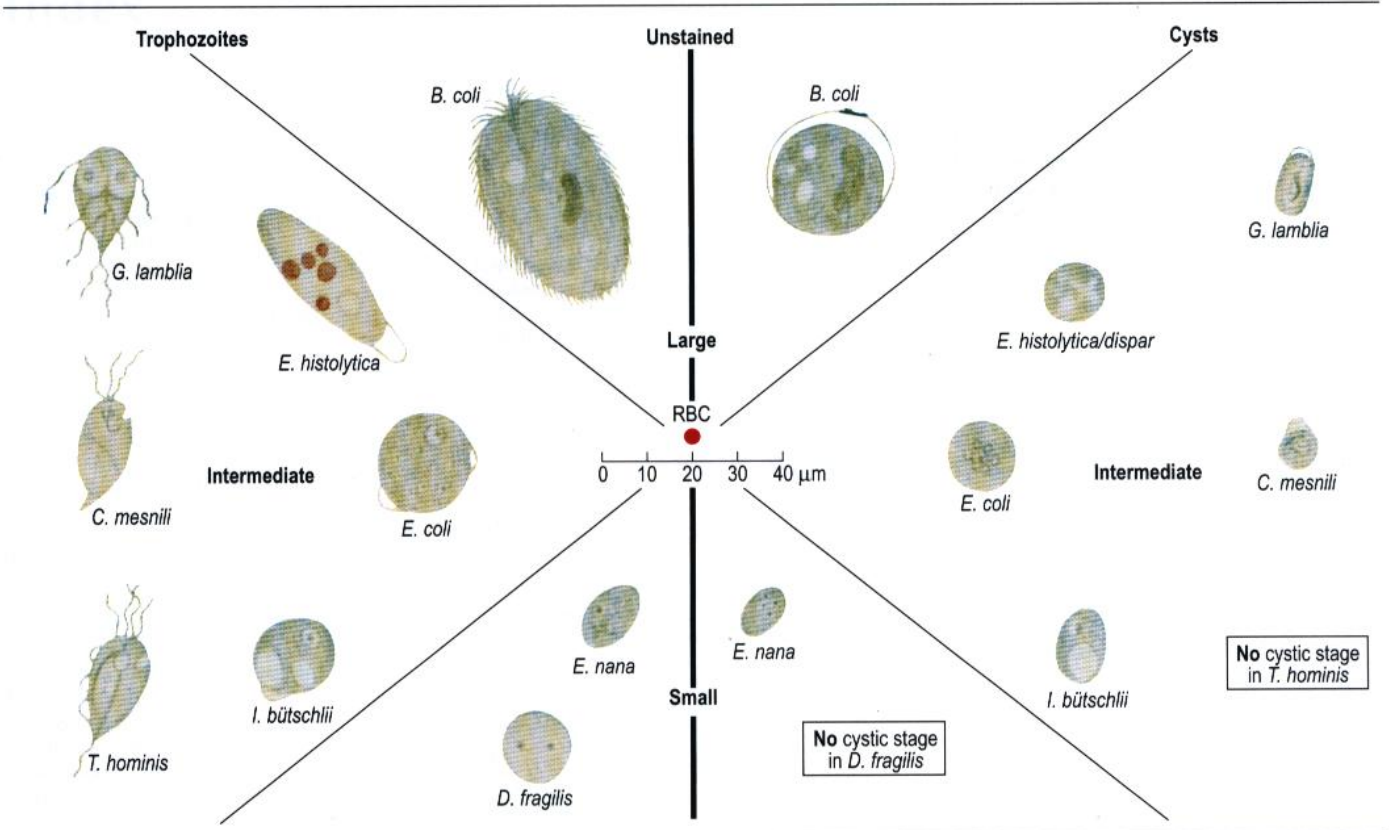 Trophozoites
Unstained
Cysts
B. coli
B. coli
G. lamblia
G. lamblia
E. histolytica
E. histolytica/dispar
Large
RBC
0 10 20 30 40 μm
Intermediate
Intermediate
C. mesnili
E. coli
E. coli
C. mesnili
E. nana
E. nana
No cystic stage
in T. hominis
Small
I. bütschlii
I. bütschlii
No cystic stage
in D. fragilis
T. hominis
D. fragilis